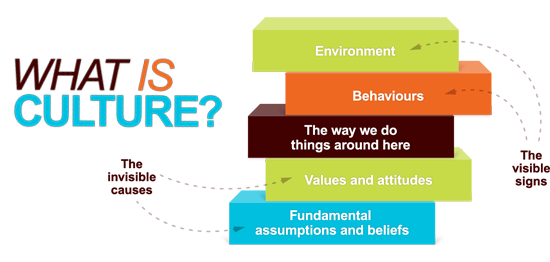 WHAT IS
CULTURE?
Environment
Behaviours
The way we do
things around here
Values and attitudes
Fundamental
assumptions and beliefs
The
invisible
causes
The
visible
signs